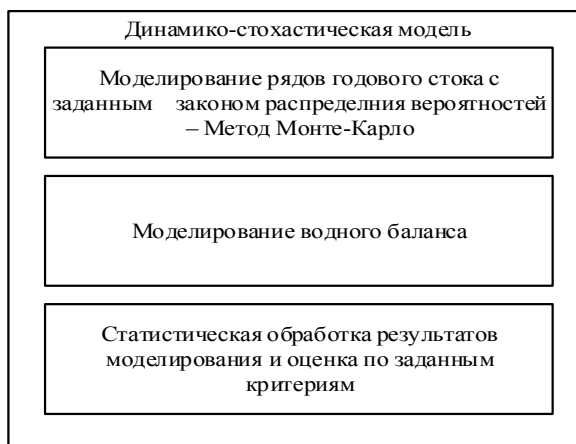 Динамико-стохастическая модель
Моделирование рядов годового стока с
заданным законом распределния вероятностей
– Метод Монте-Карло
Моделирование водного баланса
Статистическая обработка результатов
моделирования и оценка по заданным
критериям